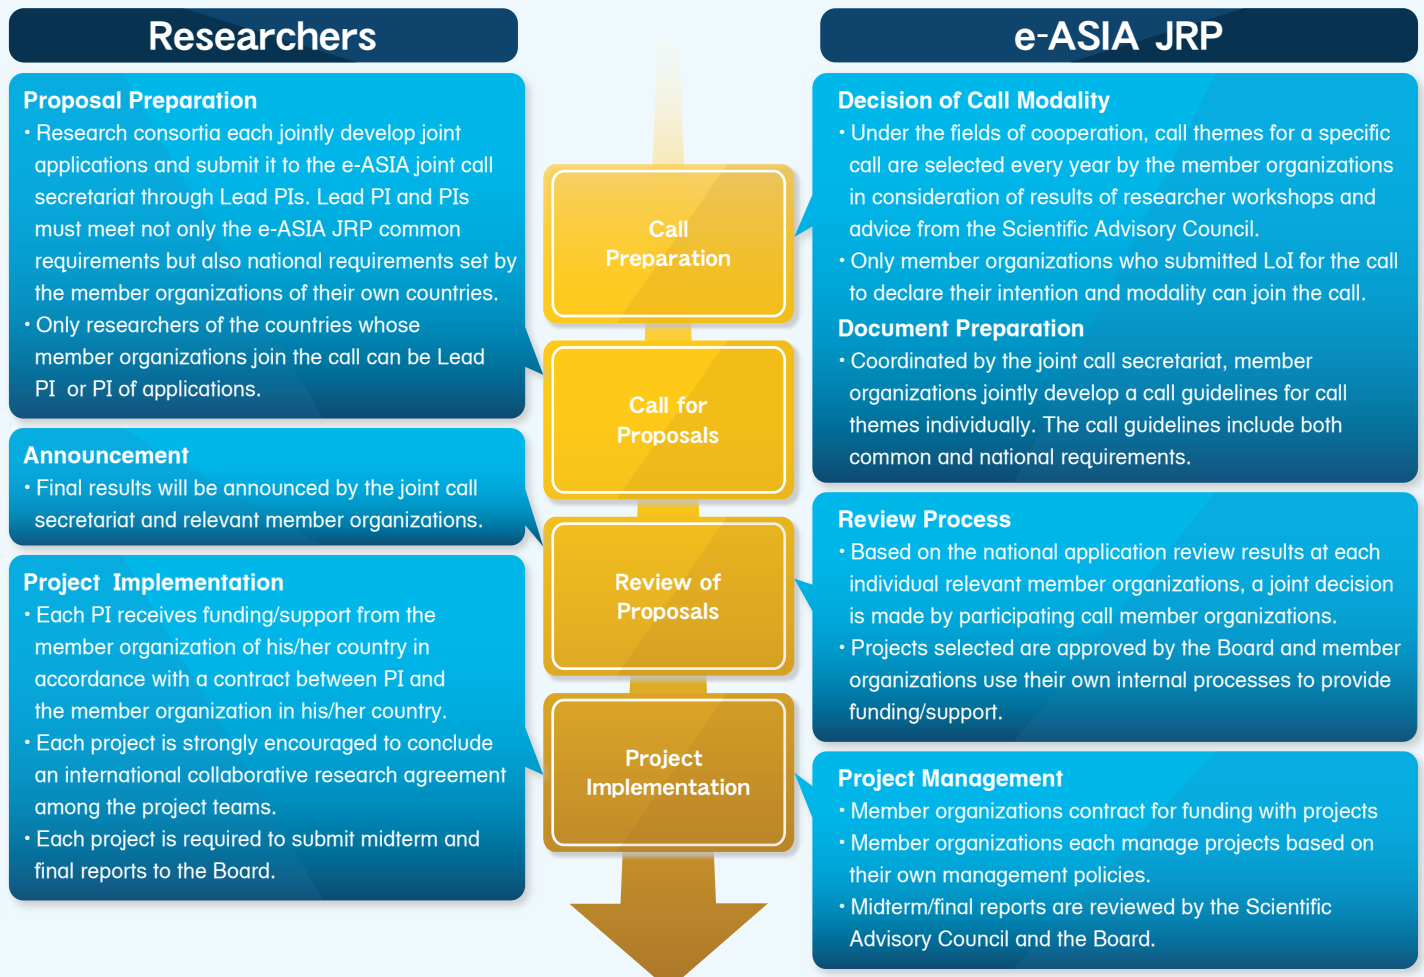 Researchers
Proposal Preparation
・Research consortia each jointly develop joint
applications and submit it to the e-ASIA joint call
secretariat through Lead PIs. Lead PI and PIs
must meet not only the e-ASIA JRP common
requirements but also national requirements set by
the member organizations of their own countries.
・Only researchers of the countries whose
member organizations join the call can be Lead
PI or PI of applications.
Announcement
・Final results will be announced by the joint call
secretariat and relevant member organizations.
Project Implementation
・Each PI receives funding/support from the
member organization of his/her country in
accordance with a contract between PI and
the member organization in his/her country.
・Each project is strongly encouraged to conclude
an international collaborative research agreement
among the project teams.
・Each project is required to submit midterm and
final reports to the Board.
Call
Preparation
Call for
Proposals
Review of
Proposals
Project
Implementation
e-ASIA JRP
Decision of Call Modality
・Under the fields of cooperation, call themes for a specific
call are selected every year by the member organizations
in consideration of results of researcher workshops and
advice from the Scientific Advisory Council.
・Only member organizations who submitted LoI for the call
to declare their intention and modality can join the call.
Document Preparation
・Coordinated by the joint call secretariat, member
organizations jointly develop a call guidelines for call
themes individually. The call guidelines include both
common and national requirements.
Review Process
・Based on the national application review results at each
individual relevant member organizations, a joint decision
is made by participating call member organizations.
・Projects selected are approved by the Board and member
organizations use their own internal processes to provide
funding/support.
Project Management
・Member organizations contract for funding with projects
・Member organizations each manage projects based on
their own management policies.
・Midterm/final reports are reviewed by the Scientific
Advisory Council and the Board.